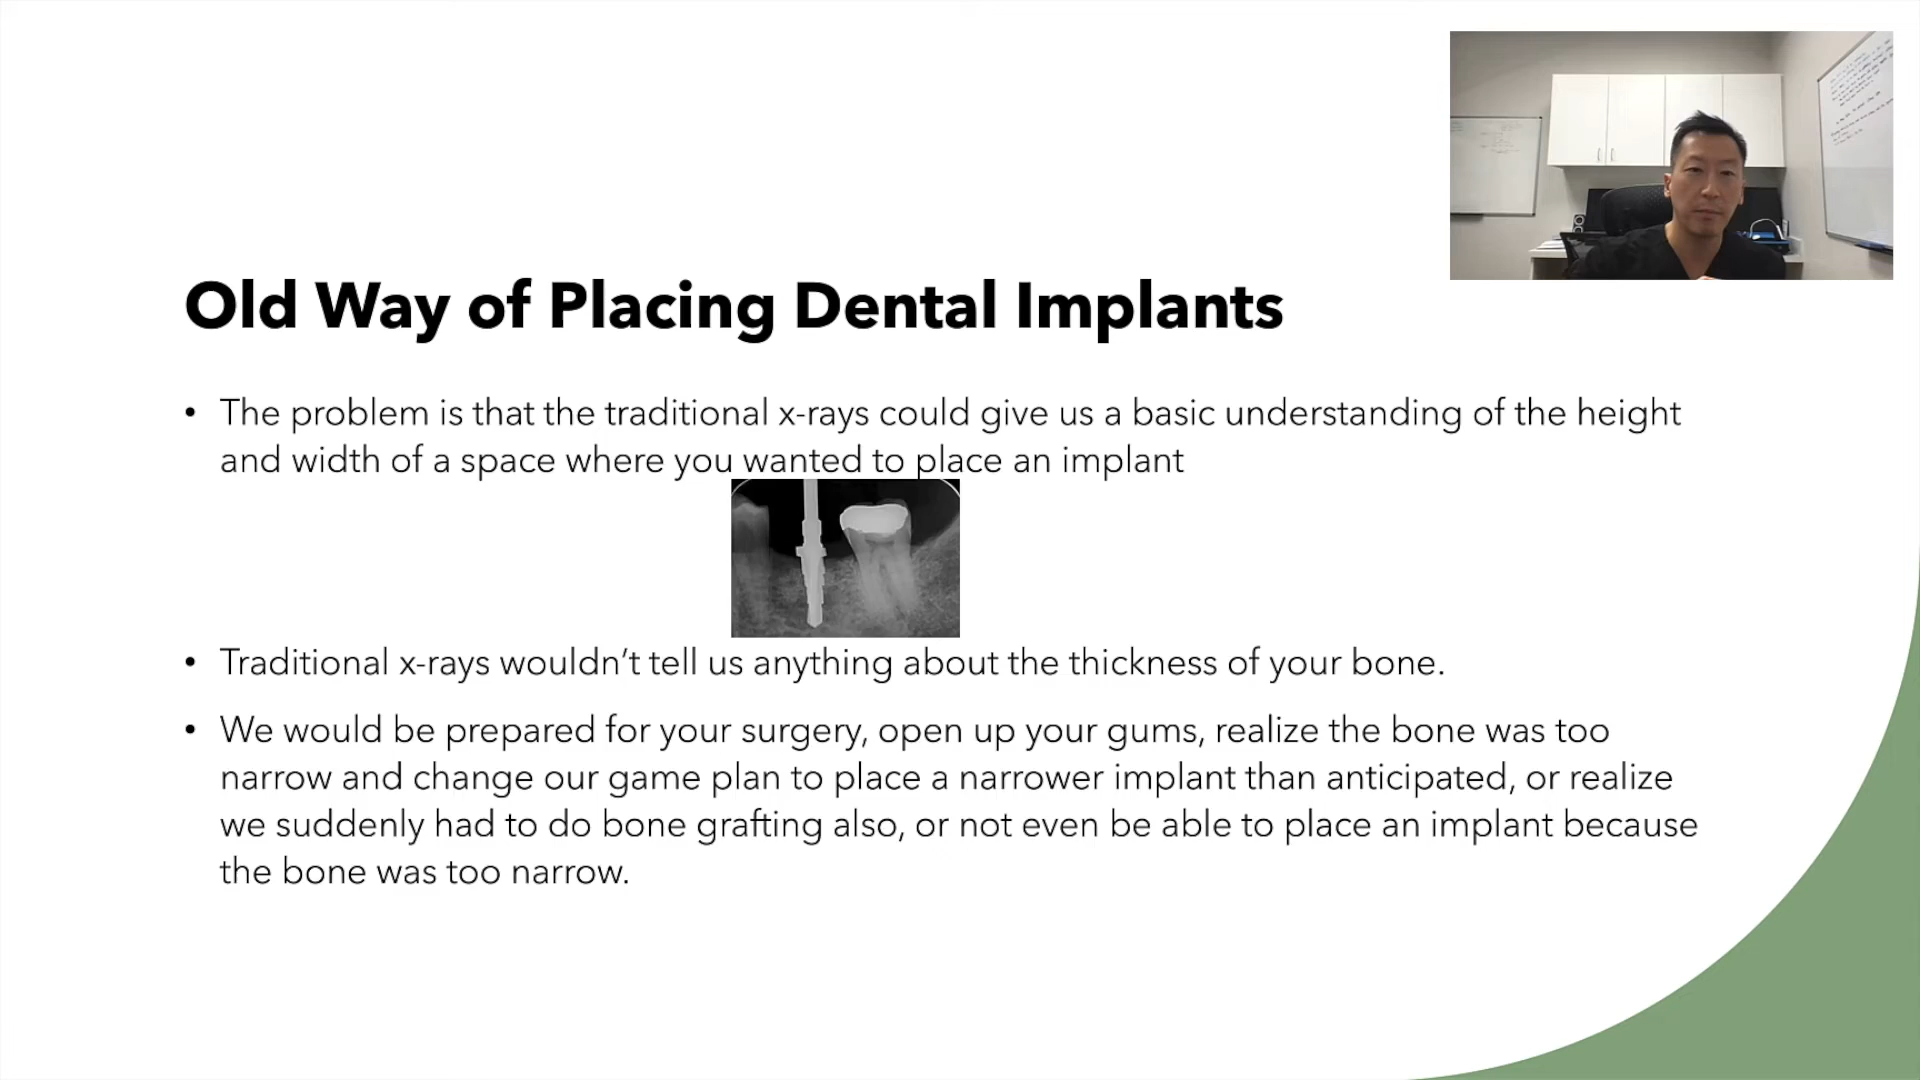 Old Way of Placing Dental Implants
• The problem is that the traditional x-rays could give us a basic understanding of the height
and width of a space where you wanted to place an implant
• Traditional x-rays wouldn’t tell us anything about the thickness of your bone.
• We would be prepared for your surgery, open up your gums, realize the bone was too
narrow and change our game plan to place a narrower implant than anticipated, or realize
we suddenly had to do bone grafting also, or not even be able to place an implant because
the bone was too narrow.